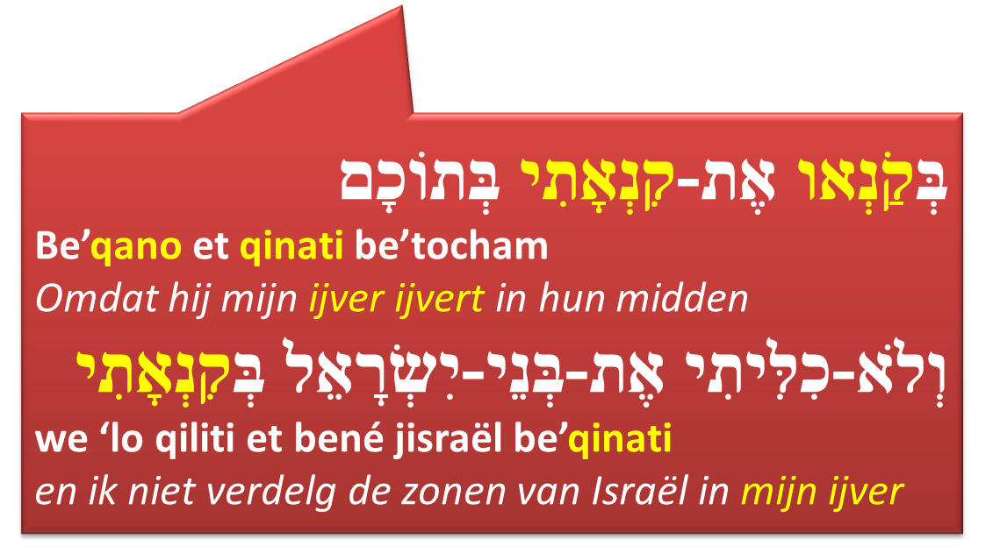 בְּקַנְאוֹ אֶת-קִנְאָתִי בְּתוֹכָם
Be’qano et qinati be’tocham
Omdat hij mijn ijver ijvert in hun midden
וְלֹא-כִלִּיתִי אֶת-בְּנֵי-יִשְׂרָאֵל בְּקִנְאָתִי
we ‘lo qiliti et bené jisraël be’qinati
en ik niet verdelg de zonen van Israël in mijn ijver